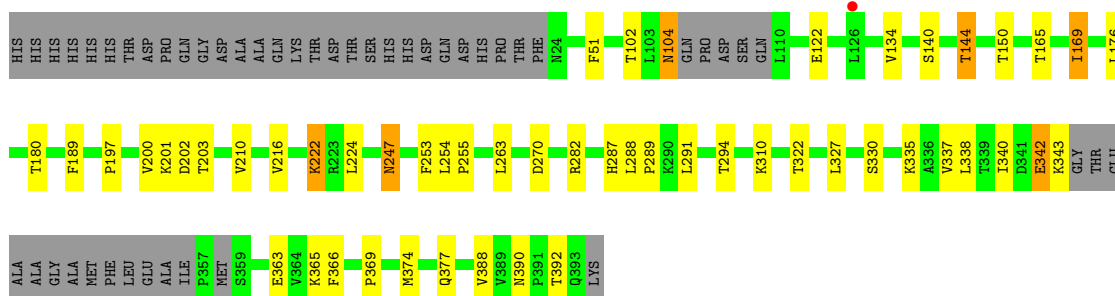 HIS HIS HIS HIS HIS HIS HIS THR ASP PRO GLN GLY ASP ALA ALA GLN LYS THR ASP THR SER HIS HIS ASP GLN ASP HIS PRO THR PHE N24 F51 T102 L103 N104 GLN PRO ASP SER GLN L110 E122 L126 V134 S140 T144 T150 T165 I169 L176
T180 F189 P197 V200 K201 D202 T203 V210 V216 K222 R223 L224 N247 F253 L254 P255 L263 D270 R282 H287 L288 P289 K290 L291 T294 K310 T322 L327 S330 K335 A336 V337 L338 T339 I340 D341 E342 K343 GLY THR GLU
ALA ALA GLY ALA MET PHE LEU GLU ALA ILE P357 MET S359 E363 V364 K365 F366 P369 M374 Q377 V388 V389 N390 P391 T392 Q393 LYS